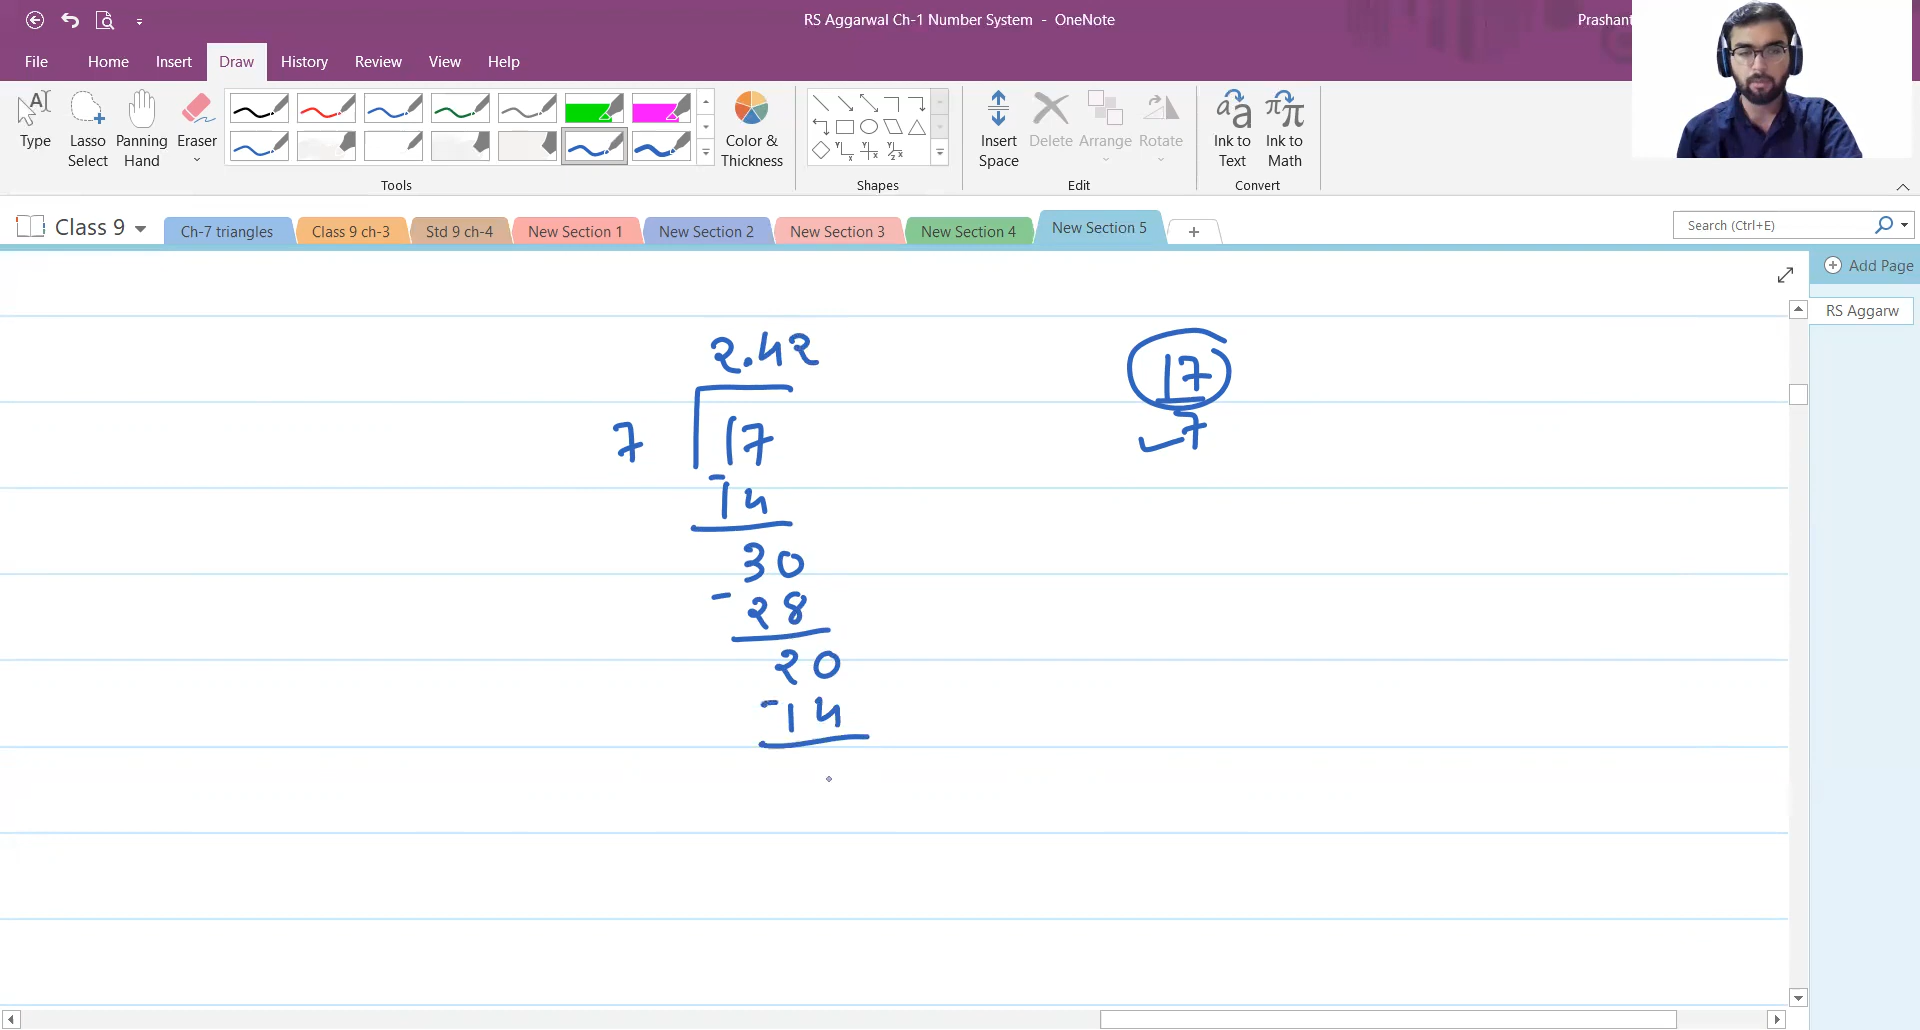 RS Aggarwal Ch-1 Number System - OneNote
Prashant
File Home Insert Draw History Review View Help
Type
Lasso Select
Panning Hand
Eraser
Color & Thickness
Insert Space
Delete
Arrange
Rotate
Ink to Text
Ink to Math
Tools
Shapes
Edit
Convert
Class 9
Ch-7 triangles
Class 9 ch-3
Std 9 ch-4
New Section 1
New Section 2
New Section 3
New Section 4
New Section 5
+
Search (Ctrl+E)
Add Page
RS Aggarw
2.42
7 17
-14
30
-28
20
-14
17
7